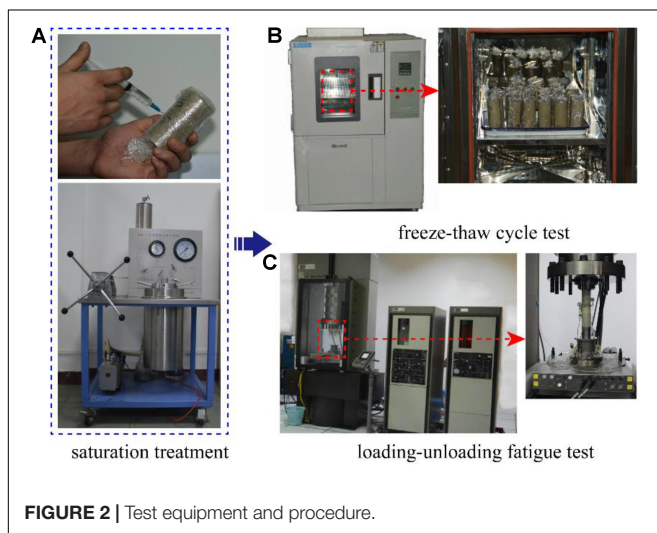 A
B
freeze-thaw cycle test
C
saturation treatment
loading-unloading fatigue test
FIGURE 2 | Test equipment and procedure.